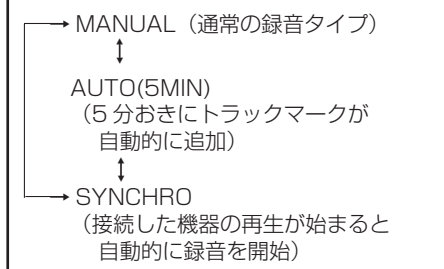 MANUAL（通常の録音タイプ）
AUTO(5MIN)
（5 分おきにトラックマークが
自動的に追加）
SYNCHRO
（接続した機器の再生が始まると
自動的に録音を開始）